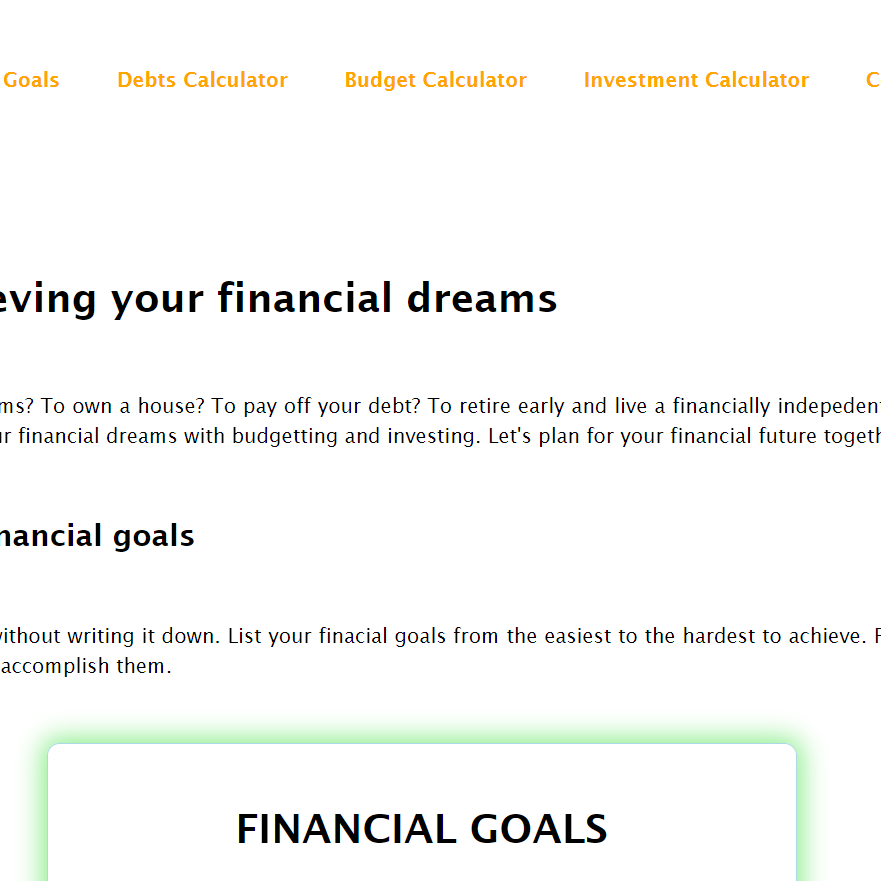 Goals Debts Calculator Budget Calculator Investment Calculator C
eving your financial dreams
ms? To own a house? To pay off your debt? To retire early and live a financially indepedent
ur financial dreams with budgetting and investing. Let's plan for your financial future togeth
nancial goals
without writing it down. List your finacial goals from the easiest to the hardest to achieve. F
accomplish them.
FINANCIAL GOALS